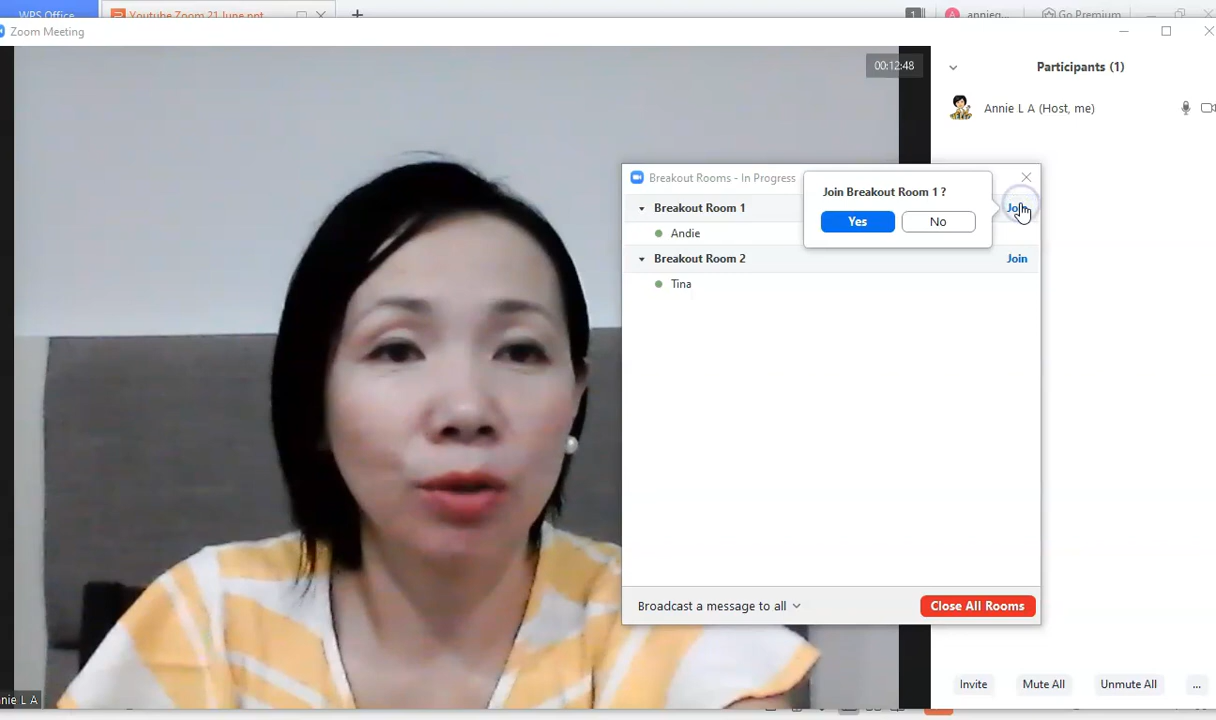 WPS Office
Youtube Zoom 21 June.ppt
1
Go Premium
Zoom Meeting
00:12:48
Participants (1)
Annie L A (Host, me)
Breakout Rooms - In Progress
Join Breakout Room 1 ?
Yes
No
Breakout Room 1
Join
Andie
Breakout Room 2
Join
Tina
Broadcast a message to all
Close All Rooms
nie L A
Invite
Mute All
Unmute All
...